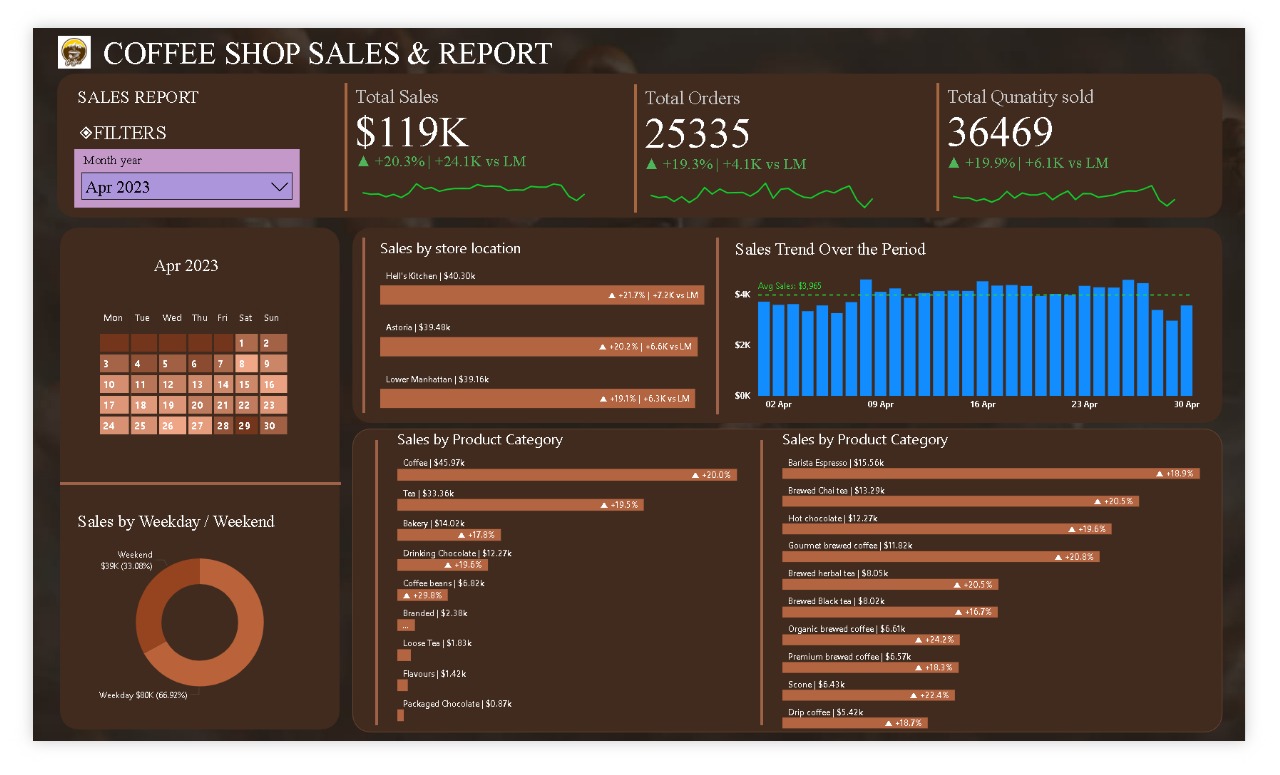 COFFEE SHOP SALES & REPORT
SALES REPORT
FILTERS
Month year
Apr 2023
Total Sales
$119K
▲ +20.3% | +24.1K vs LM
Total Orders
25335
▲ +19.3% | +4.1K vs LM
Total Qunatity sold
36469
▲ +19.9% | +6.1K vs LM
Apr 2023
Mon Tue Wed Thu Fri Sat Sun
1 2
3 4 5 6 7 8 9
10 11 12 13 14 15 16
17 18 19 20 21 22 23
24 25 26 27 28 29 30
Sales by Weekday / Weekend
Weekend
$39K (33.08%)
Weekday $80K (66.92%)
Sales by store location
Hell's Kitchen | $40.30k
▲ +21.7% | +7.2K vs LM
Astoria | $39.48k
▲ +20.2% | +6.6K vs LM
Lower Manhattan | $39.16k
▲ +19.1% | +6.3K vs LM
Sales Trend Over the Period
Avg Sales: $3,965
$4K
$2K
$0K
02 Apr 09 Apr 16 Apr 23 Apr 30 Apr
Sales by Product Category
Coffee | $45.97k
▲ +20.0%
Tea | $33.36k
▲ +19.5%
Bakery | $14.02k
▲ +17.8%
Drinking Chocolate | $12.27k
▲ +19.6%
Coffee beans | $6.82k
▲ +29.8%
Branded | $2.38k
...
Loose Tea | $1.83k
Flavours | $1.42k
Packaged Chocolate | $0.87k
Sales by Product Category
Barista Espresso | $15.56k
▲ +18.9%
Brewed Chai tea | $13.29k
▲ +20.5%
Hot chocolate | $12.27k
▲ +19.6%
Gourmet brewed coffee | $11.82k
▲ +20.8%
Brewed herbal tea | $8.05k
▲ +20.5%
Brewed Black tea | $8.02k
▲ +16.7%
Organic brewed coffee | $6.61k
▲ +24.2%
Premium brewed coffee | $6.57k
▲ +18.3%
Scone | $6.43k
▲ +22.4%
Drip coffee | $5.42k
▲ +18.7%